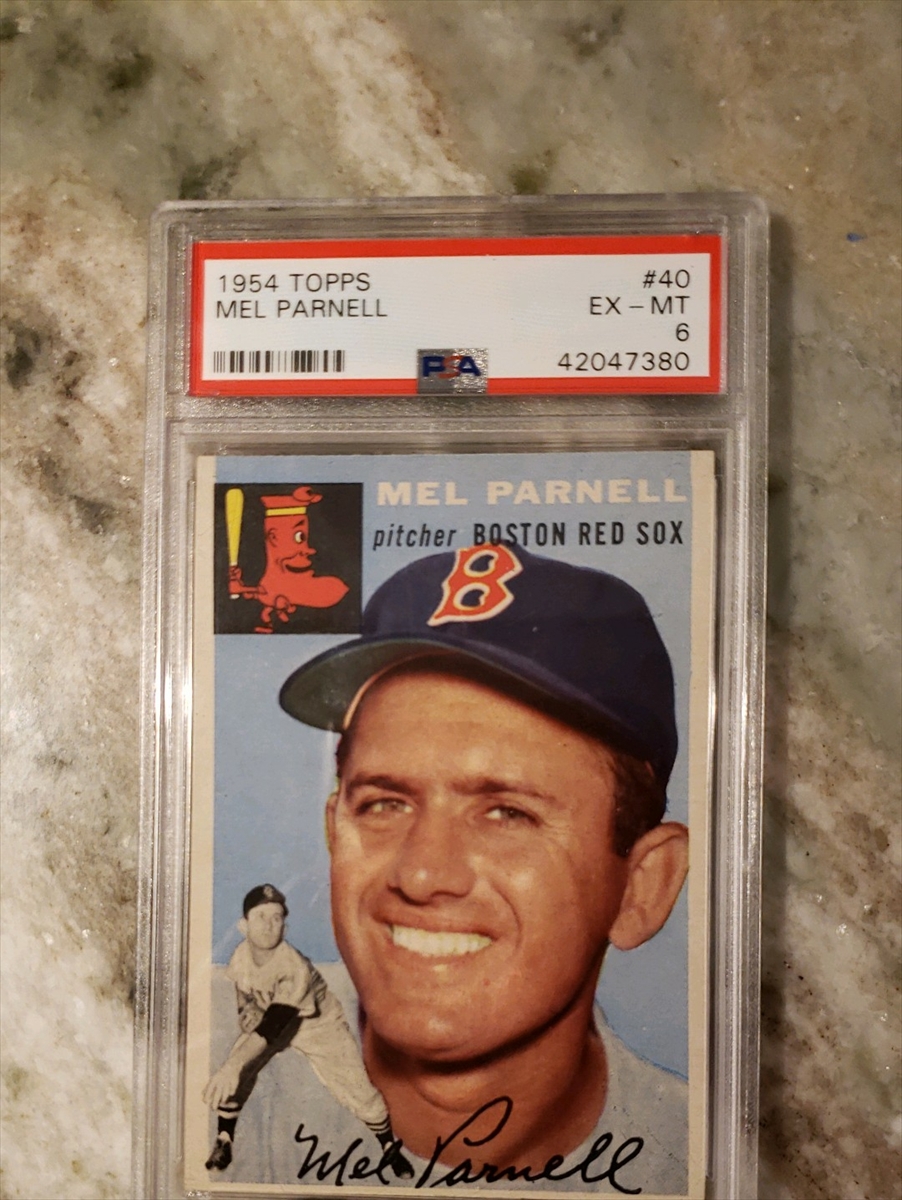 1954 TOPPS #40
MEL PARNELL EX - MT
6
PSA 42047380
MEL PARNELL
pitcher BOSTON RED SOX
B
Mel Parnell